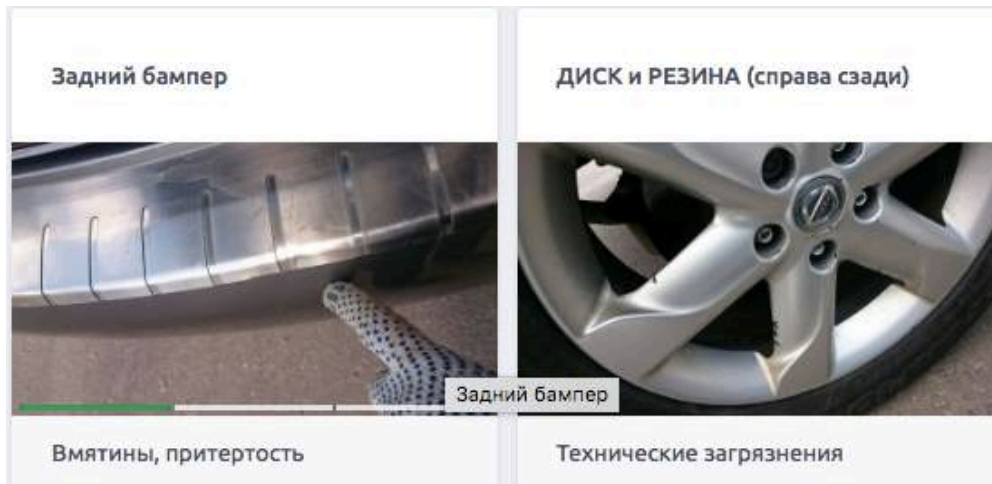 Задний бампер
ДИСК и РЕЗИНА (справа сзади)
Задний бампер
Вмятины, притертость
Технические загрязнения